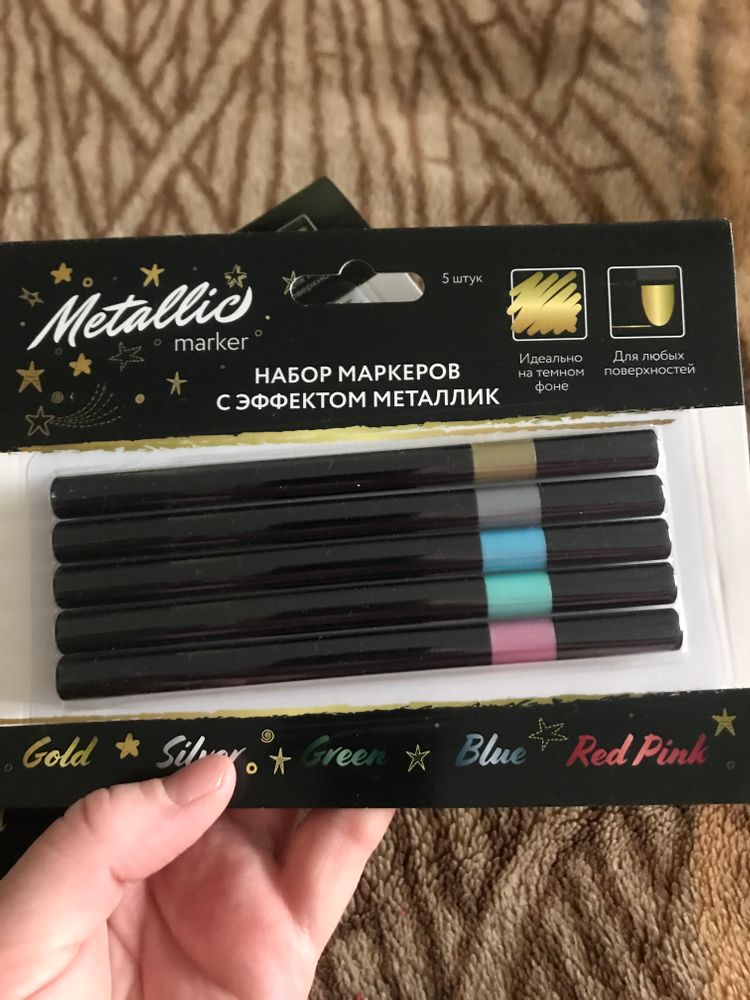 Metallic
marker
5 штук
Идеально
на темном
фоне
Для любых
поверхностей
НАБОР МАРКЕРОВ
С ЭФФЕКТОМ МЕТАЛЛИК
Gold Silver Green Blue Red Pink